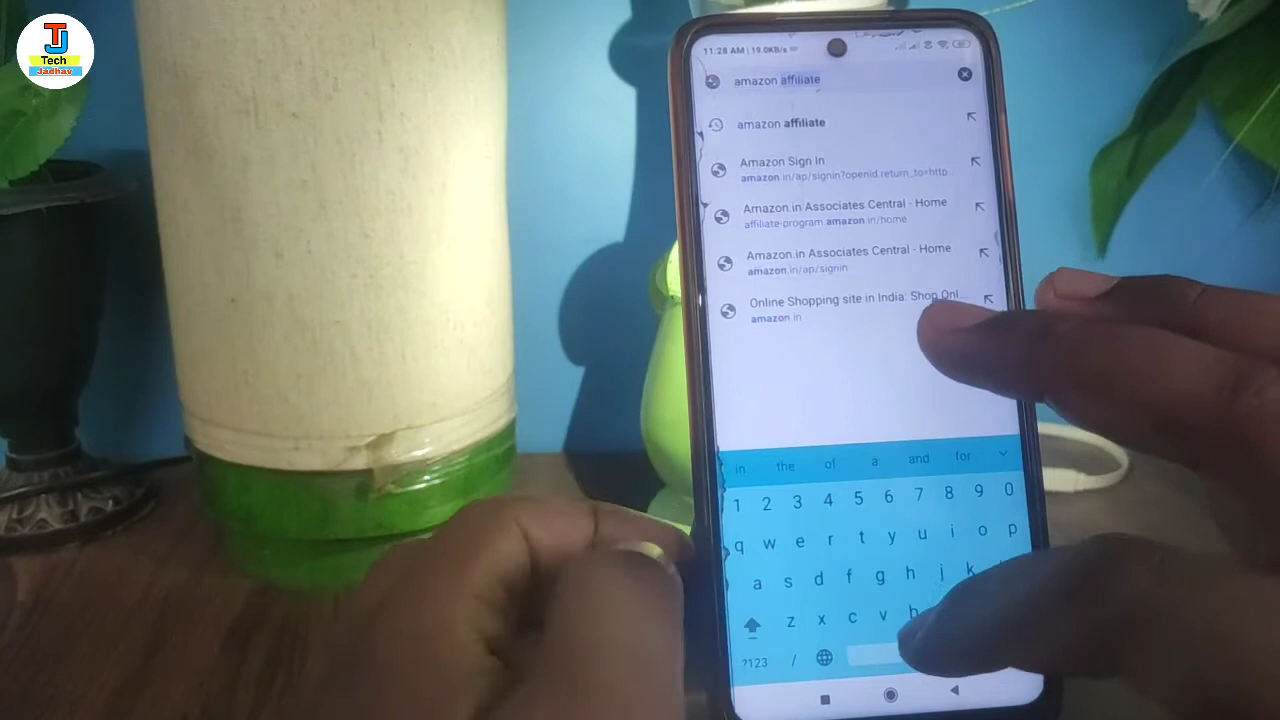 TJ
Tech
Jadhav
11:28 AM | 19.0KB/s
amazon affiliate
amazon affiliate
Amazon Sign In
amazon.in/ap/signin?openid.return_to=http...
Amazon.in Associates Central - Home
affiliate-program.amazon.in/home
Amazon.in Associates Central - Home
amazon.in/ap/signin
Online Shopping site in India: Shop Onl...
amazon.in
in the of a and for
1 2 3 4 5 6 7 8 9 0
q w e r t y u i o p
a s d f g h j k
z x c v b
?123 /